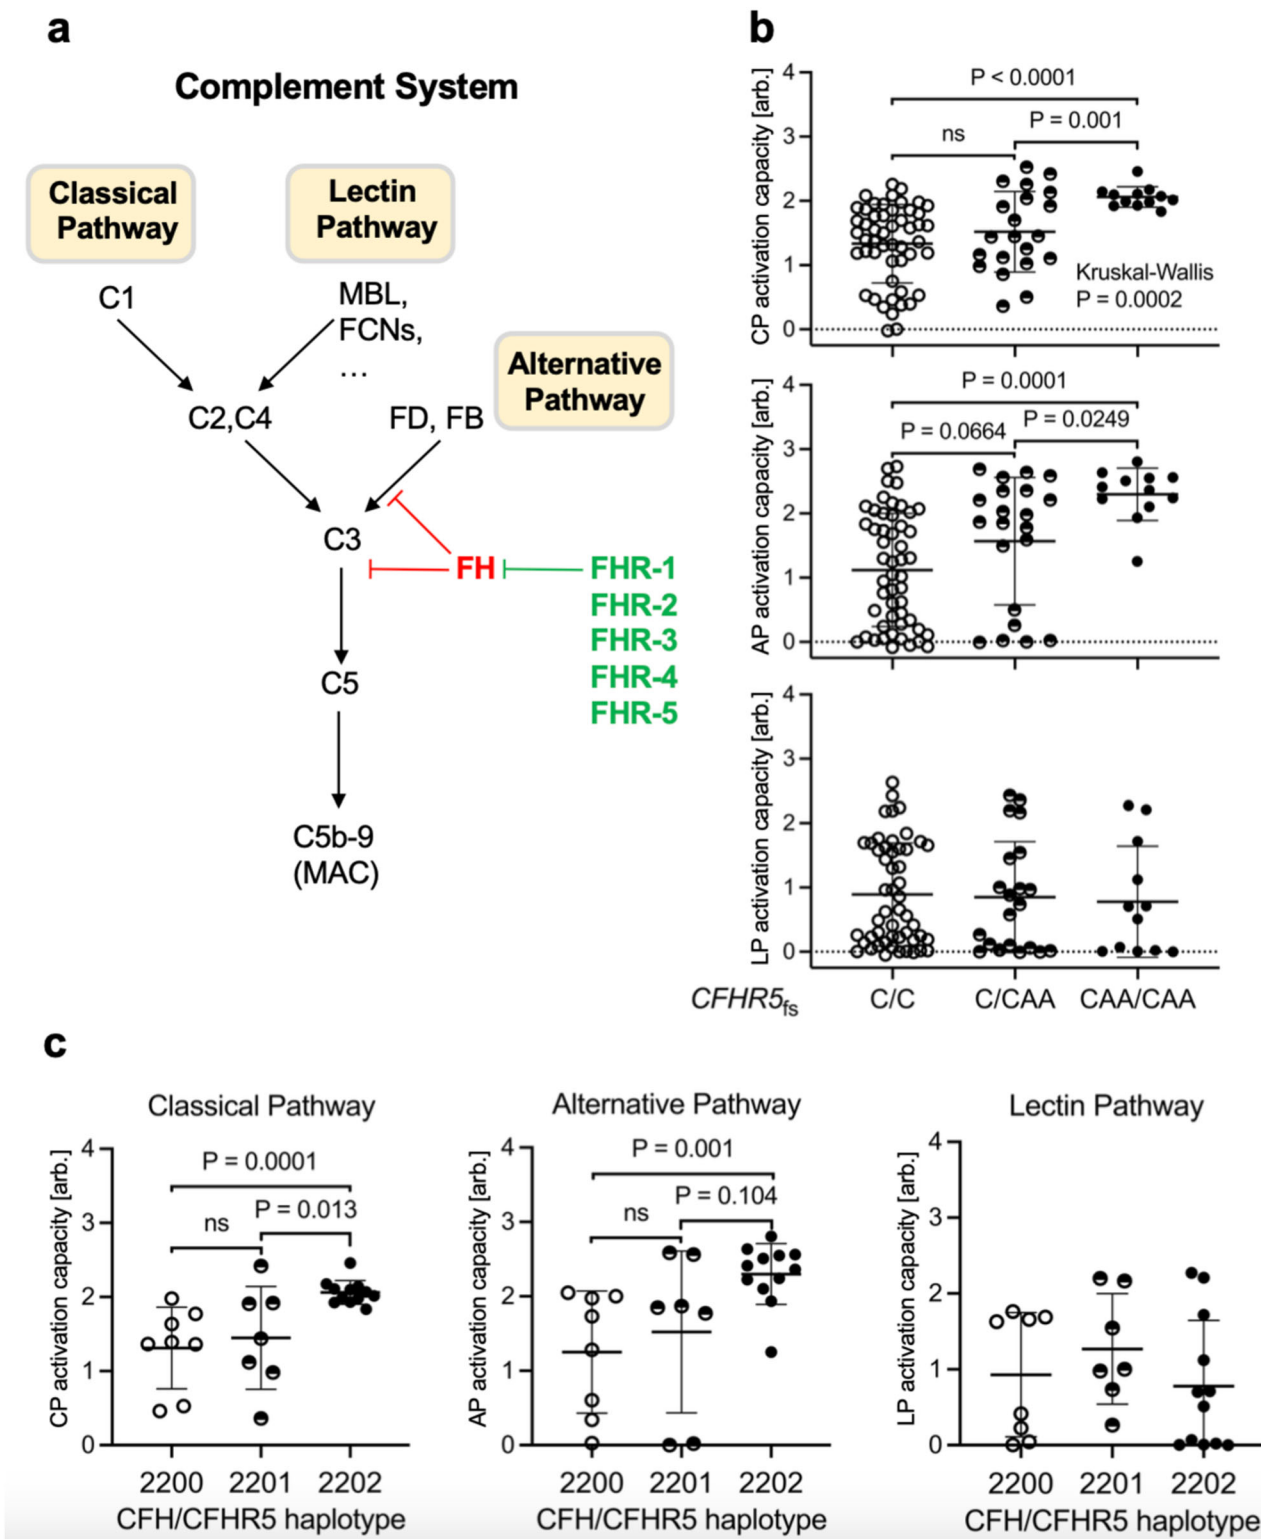 a
Complement System
Classical
Pathway
Lectin
Pathway
C1
MBL,
FCNs,
...
Alternative
Pathway
C2,C4
FD, FB
C3
FH
FHR-1
FHR-2
FHR-3
FHR-4
FHR-5
C5
C5b-9
(MAC)
b
CP activation capacity [arb.]
4
3
2
1
0
P < 0.0001
P = 0.001
ns
Kruskal-Wallis
P = 0.0002
AP activation capacity [arb.]
4
3
2
1
0
P = 0.0001
P = 0.0249
P = 0.0664
LP activation capacity [arb.]
4
3
2
1
0
CFHR5fs
C/C
C/CAA
CAA/CAA
c
Classical Pathway
CP activation capacity [arb.]
4
3
2
1
0
P = 0.0001
P = 0.013
ns
2200 2201 2202
CFH/CFHR5 haplotype
Alternative Pathway
AP activation capacity [arb.]
4
3
2
1
0
P = 0.001
P = 0.104
ns
2200 2201 2202
CFH/CFHR5 haplotype
Lectin Pathway
LP activation capacity [arb.]
4
3
2
1
0
2200 2201 2202
CFH/CFHR5 haplotype